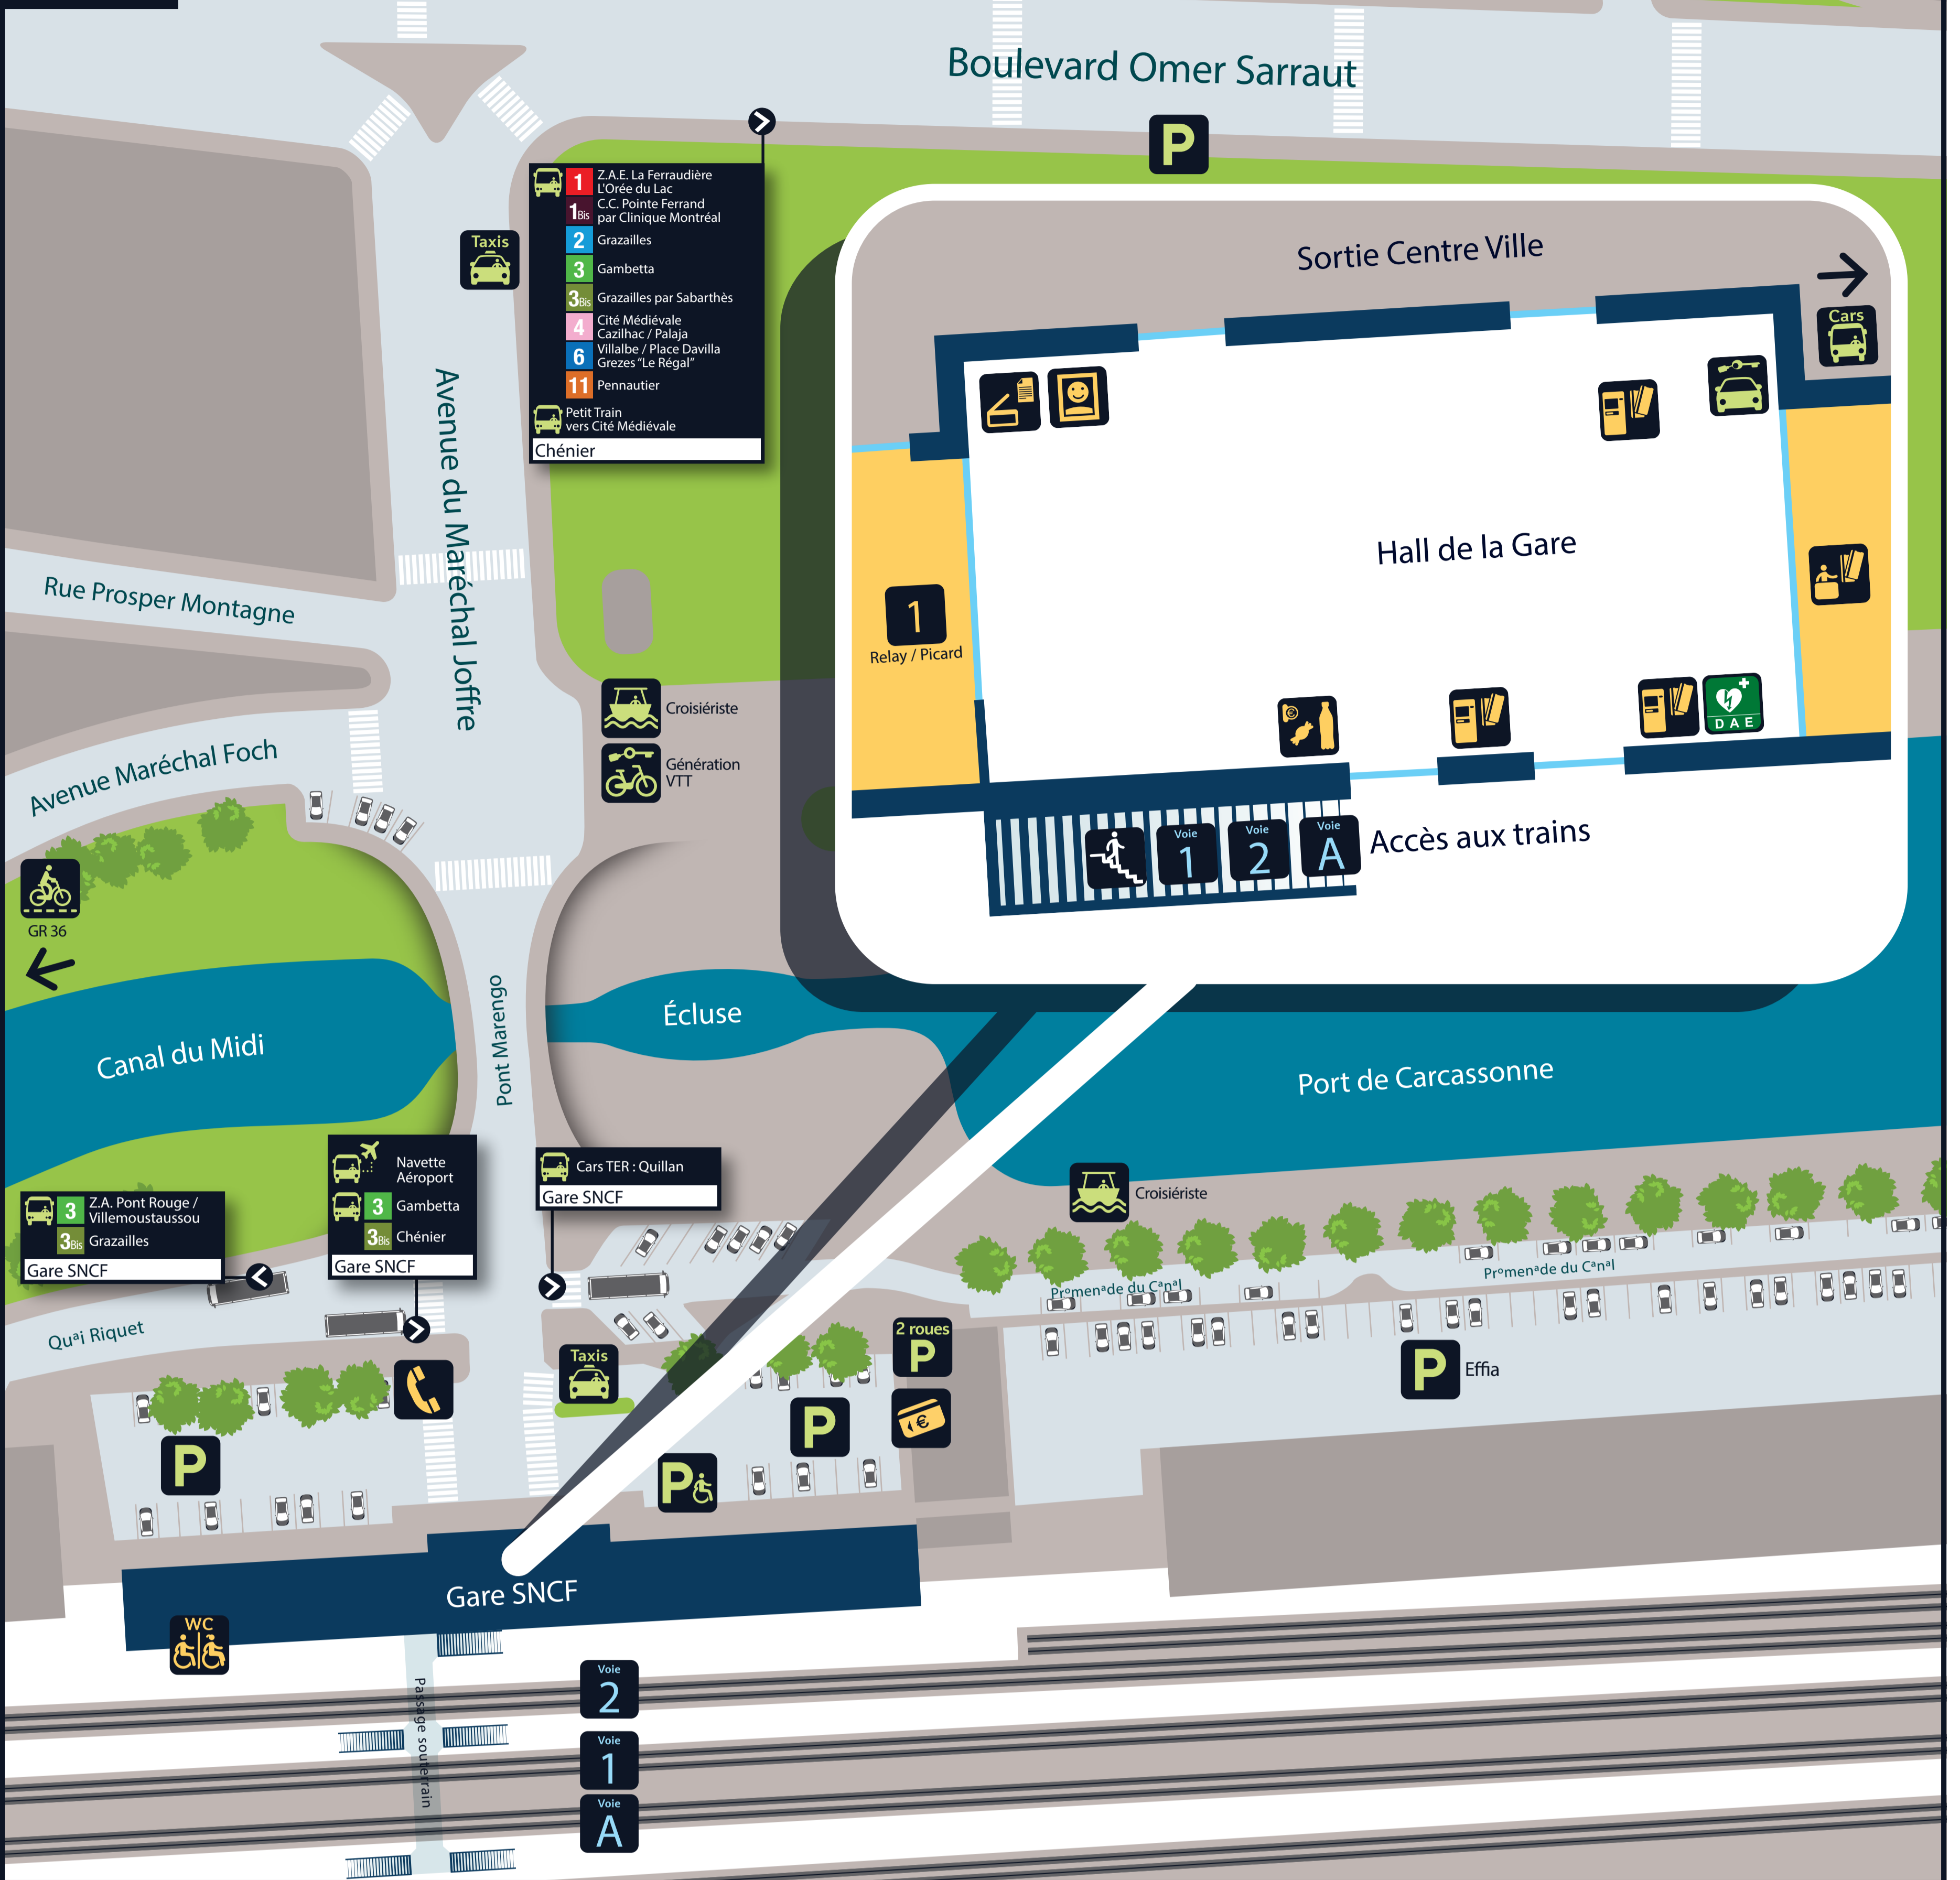 Boulevard Omer Sarraut
P
Taxis
1 Z.A.E. La Ferraudière
L'Orée du Lac
1Bis C.C. Pointe Ferrand
par Clinique Montréal
2 Grazailles
3 Gambetta
3Bis Grazailles par Sabarthès
4 Cité Médiévale
Cazilhac / Palaja
6 Villalbe / Place Davilla
Grezes "Le Régal"
11 Pennautier
Petit Train
vers Cité Médiévale
Chénier
Sortie Centre Ville
Cars
Hall de la Gare
1
Relay / Picard
DAE
Voie
1
Voie
2
Voie
A
Accès aux trains
Avenue du Maréchal Joffre
Rue Prosper Montagne
Avenue Maréchal Foch
Croisiériste
Génération
VTT
GR 36
Canal du Midi
Pont Marengo
Écluse
Port de Carcassonne
3 Z.A. Pont Rouge /
Villemoustaussou
3Bis Grazailles
Gare SNCF
Navette
Aéroport
3 Gambetta
3Bis Chénier
Gare SNCF
Cars TER : Quillan
Gare SNCF
Croisiériste
Promenade du Canal
Promenade du Canal
Quai Riquet
Taxis
2 roues
P
€
P
Effia
P
P
P
Gare SNCF
WC
Passage souterrain
Voie
2
Voie
1
Voie
A